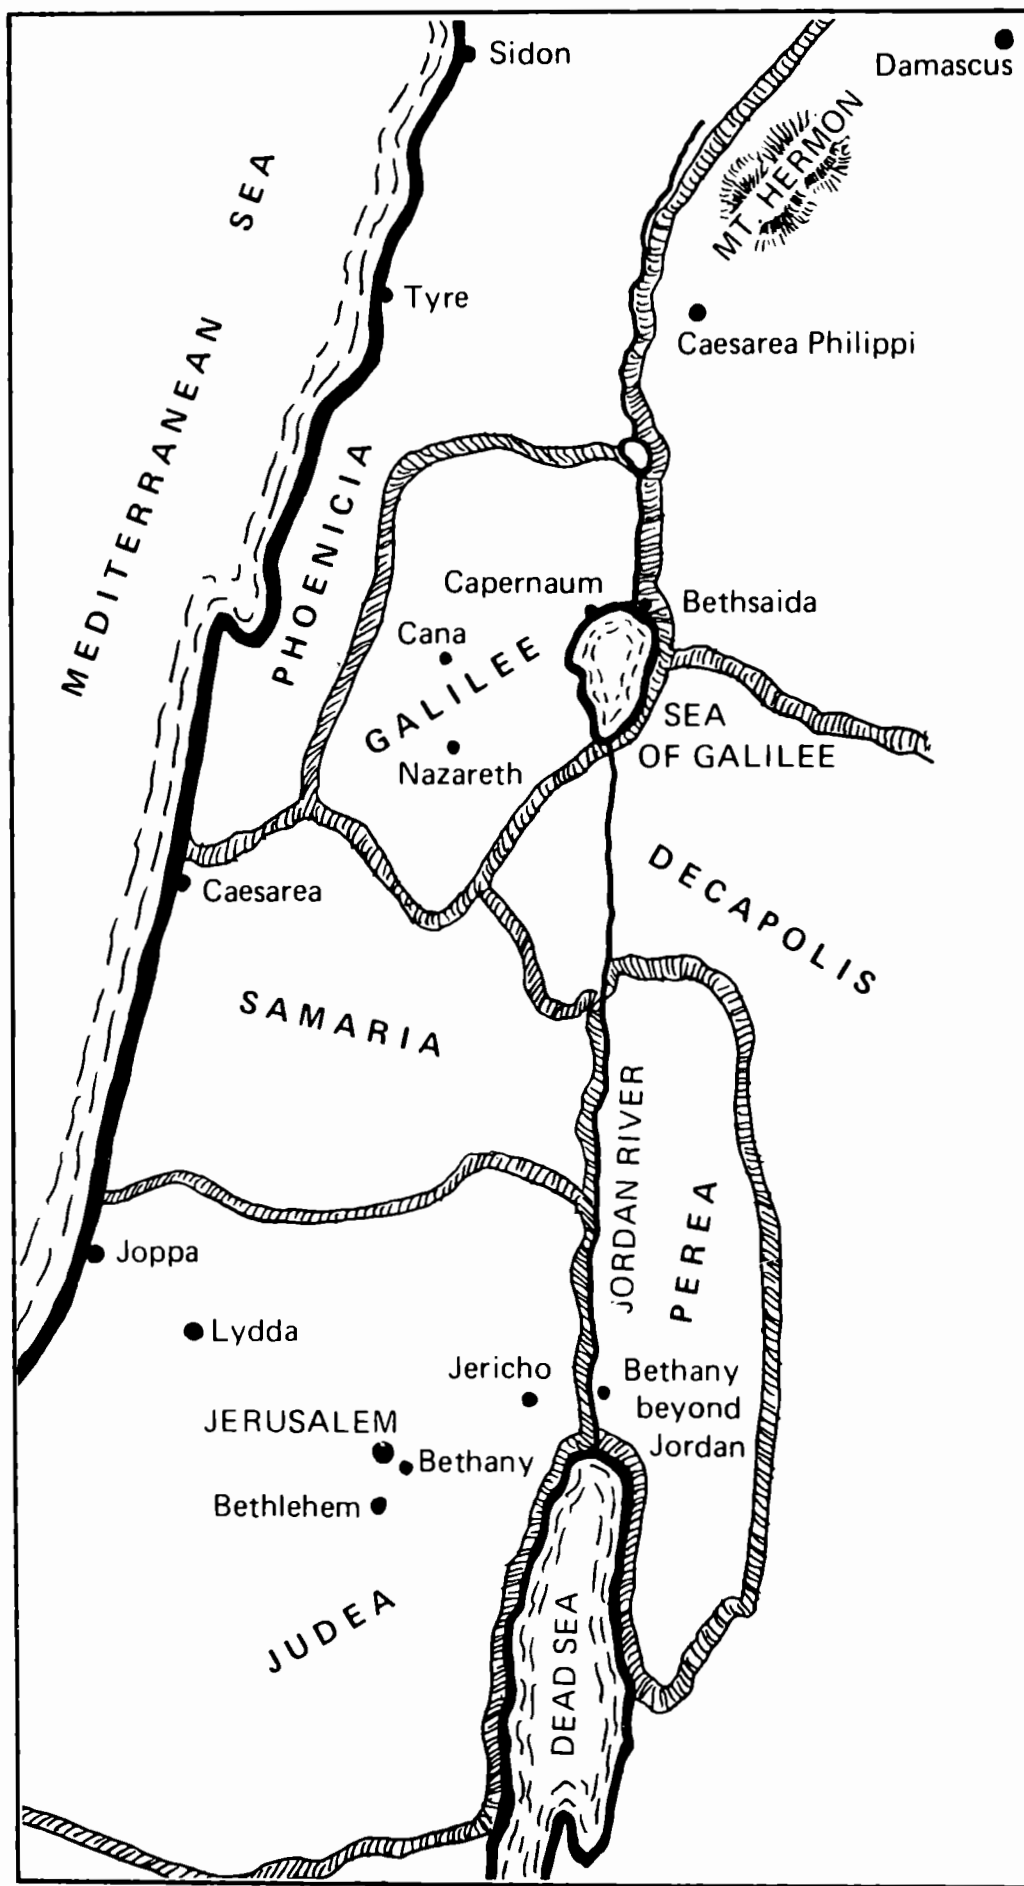 Sidon
Damascus
MT. HERMON
MEDITERRANEAN SEA
Tyre
Caesarea Philippi
PHOENICIA
Capernaum
Bethsaida
Cana
GALILEE
SEA
OF GALILEE
Nazareth
DECAPOLIS
Caesarea
SAMARIA
JORDAN RIVER
PEREA
Joppa
Lydda
Jericho
Bethany
beyond
Jordan
JERUSALEM
Bethany
Bethlehem
JUDEA
DEAD SEA